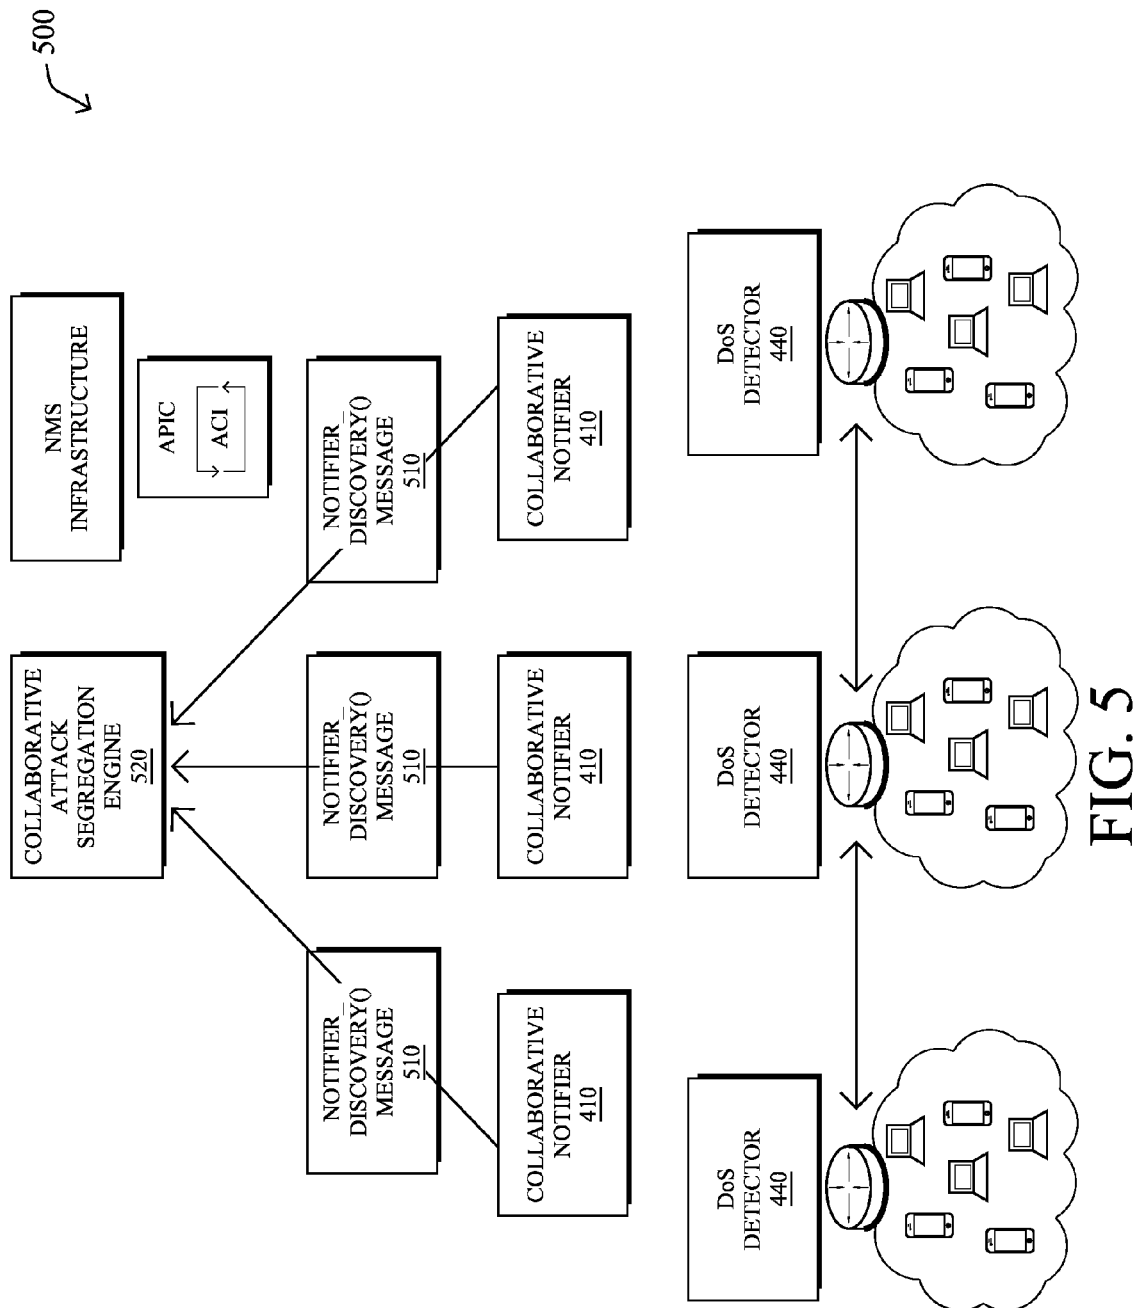 500
COLLABORATIVE
ATTACK
SEGREGATION
ENGINE
520
NMS
INFRASTRUCTURE
APIC
ACI
NOTIFIER_
DISCOVERY()
MESSAGE
510
NOTIFIER_
DISCOVERY()
MESSAGE
510
NOTIFIER_
DISCOVERY()
MESSAGE
510
COLLABORATIVE
NOTIFIER
410
COLLABORATIVE
NOTIFIER
410
COLLABORATIVE
NOTIFIER
410
DoS
DETECTOR
440
DoS
DETECTOR
440
DoS
DETECTOR
440
FIG. 5